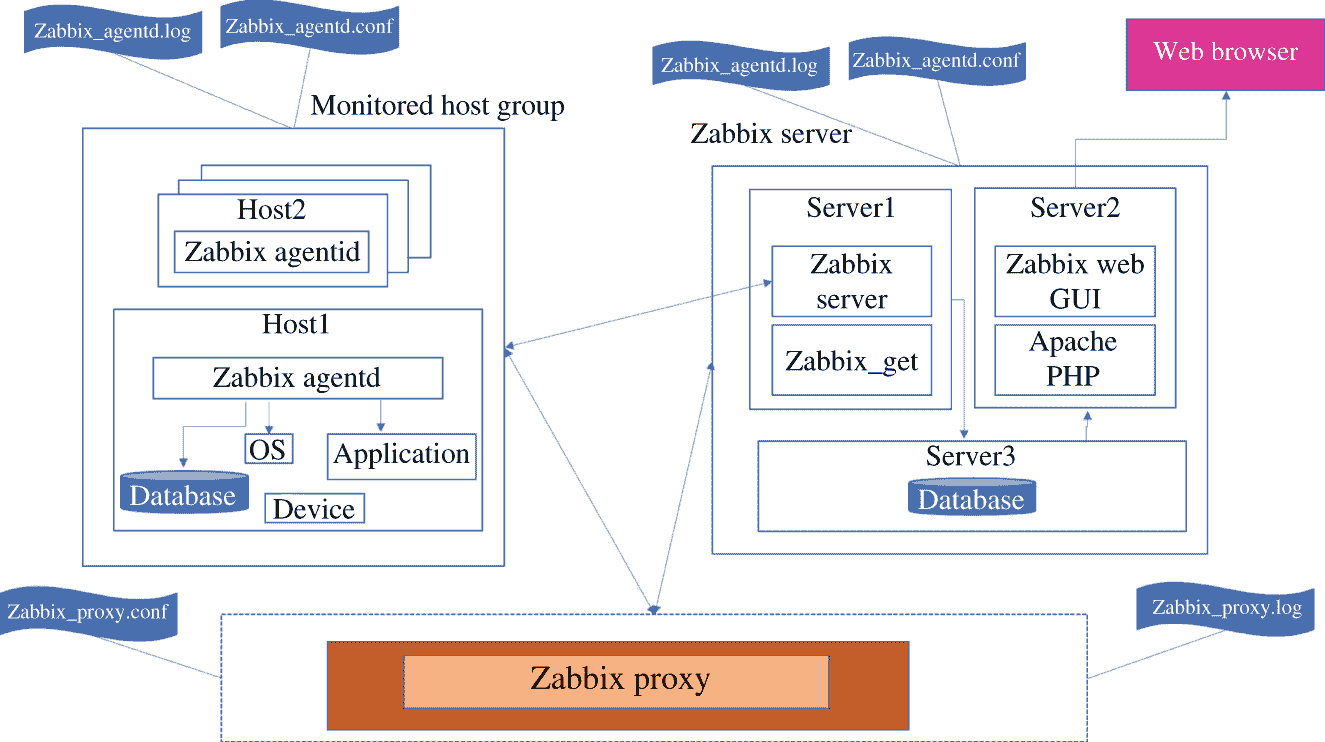 Zabbix_agentd.log
Zabbix_agentd.conf
Monitored host group
Host2
Zabbix agentid
Host1
Zabbix agentd
OS
Application
Database
Device
Zabbix_agentd.log
Zabbix_agentd.conf
Web browser
Zabbix server
Server1
Zabbix
server
Zabbix_get
Server2
Zabbix web
GUI
Apache
PHP
Server3
Database
Zabbix_proxy.conf
Zabbix proxy
Zabbix_proxy.log